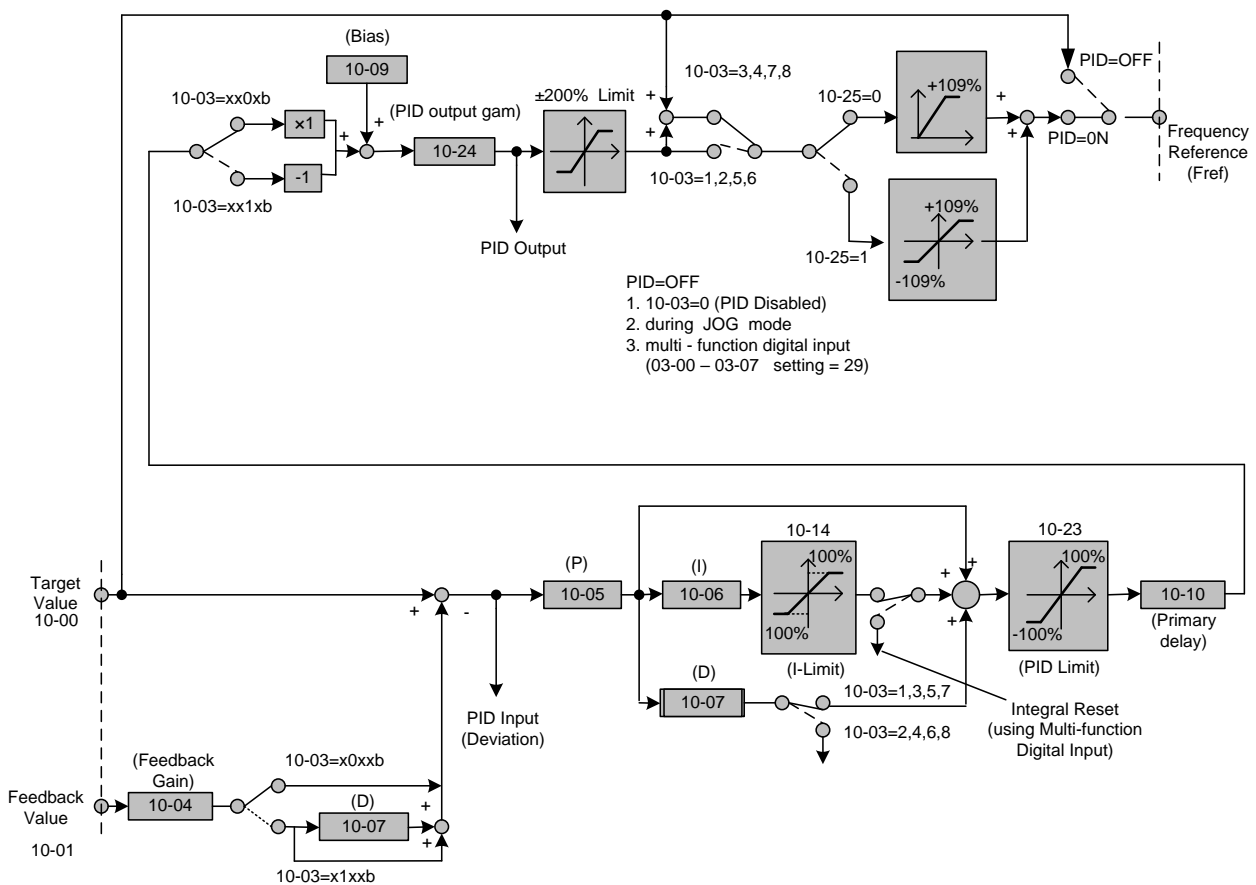 (Bias)
10-09
10-03=xx0xb
×1
-1
10-03=xx1xb
+
+
(PID output gam)
10-24
PID Output
±200% Limit
+
+
10-03=3,4,7,8
10-03=1,2,5,6
10-25=0
+109%
+
+
10-25=1
+109%
-109%
PID=OFF
PID=0N
Frequency
Reference
(Fref)
PID=OFF
1. 10-03=0 (PID Disabled)
2. during JOG mode
3. multi - function digital input
(03-00 – 03-07 setting = 29)
Target
Value
10-00
+
-
PID Input
(Deviation)
(P)
10-05
(I)
10-06
10-14
100%
100%
(I-Limit)
(D)
10-07
10-03=1,3,5,7
10-03=2,4,6,8
+
+
+
Integral Reset
(using Multi-function
Digital Input)
10-23
100%
-100%
(PID Limit)
10-10
(Primary
delay)
Feedback
Value
10-01
(Feedback
Gain)
10-04
10-03=x0xxb
(D)
10-07
+
+
10-03=x1xxb